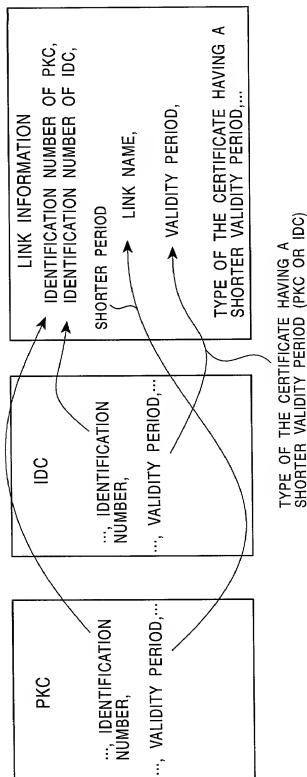 PKC
..., IDENTIFICATION
NUMBER,
..., VALIDITY PERIOD,...
IDC
..., IDENTIFICATION
NUMBER,
..., VALIDITY PERIOD,...
LINK INFORMATION
IDENTIFICATION NUMBER OF PKC,
IDENTIFICATION NUMBER OF IDC,
SHORTER PERIOD
LINK NAME,
VALIDITY PERIOD,
TYPE OF THE CERTIFICATE HAVING A
SHORTER VALIDITY PERIOD,...
TYPE OF THE CERTIFICATE HAVING A
SHORTER VALIDITY PERIOD (PKC OR IDC)